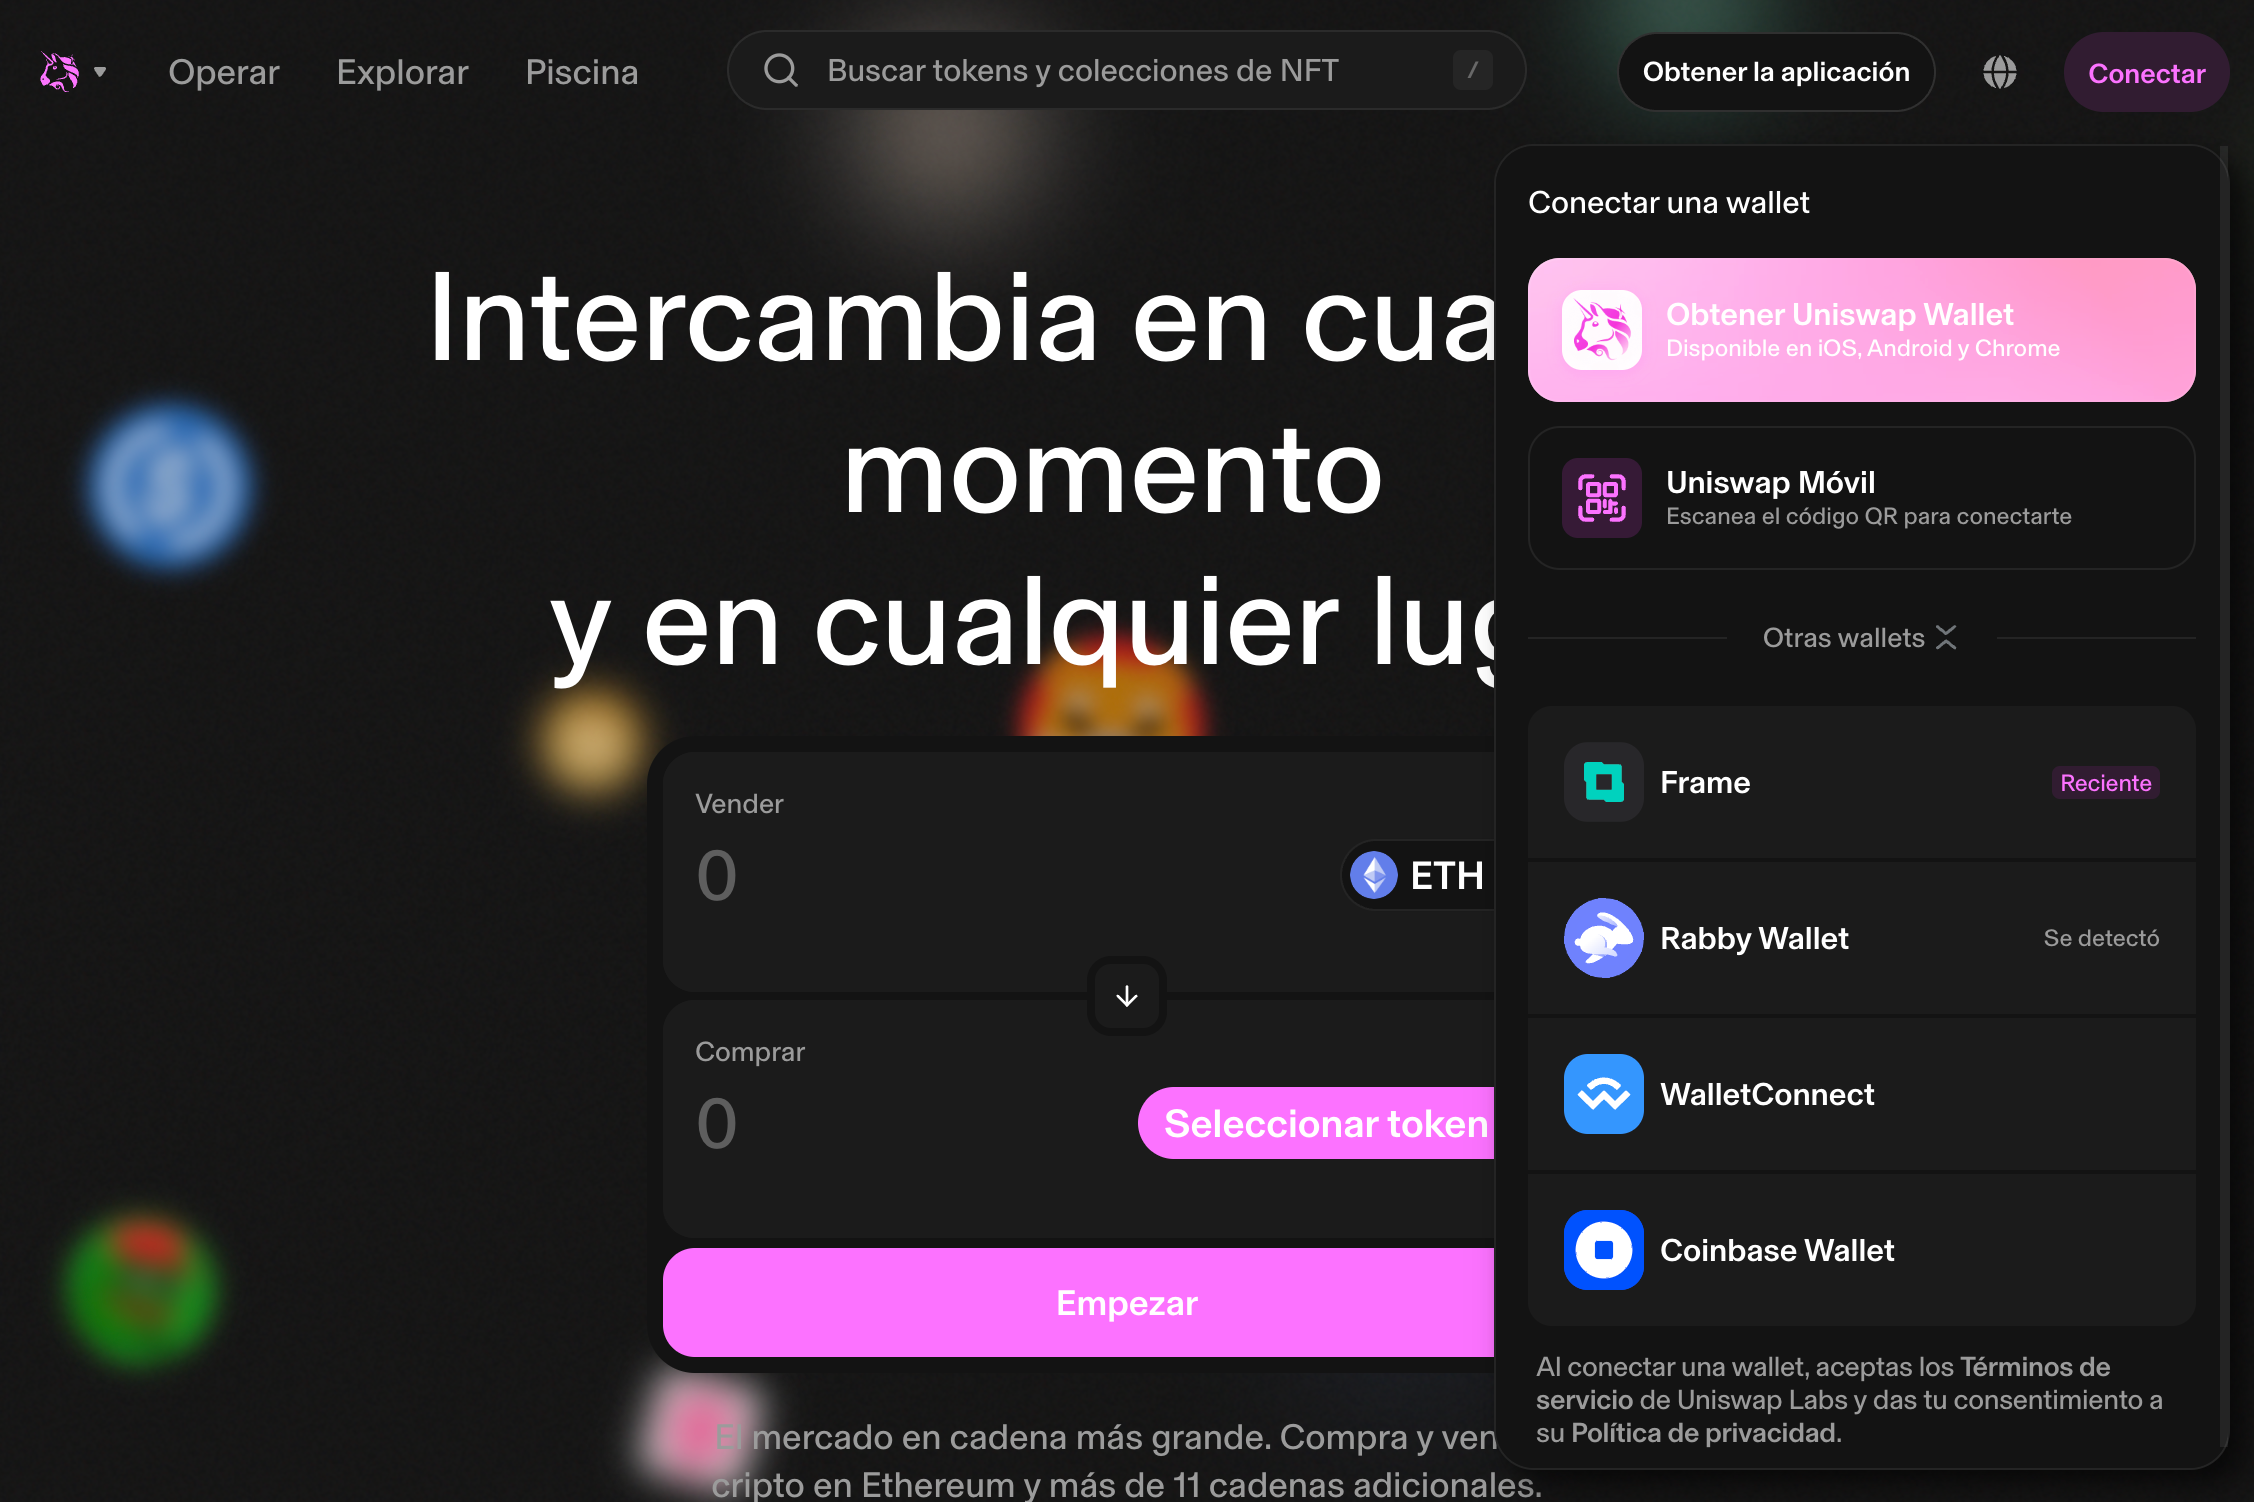 Operar
Explorar
Piscina
Buscar tokens y colecciones de NFT
/
Obtener la aplicación
Conectar
Intercambia en cua
momento
y en cualquier lug
Vender
0
ETH
Comprar
0
Seleccionar token
Empezar
El mercado en cadena más grande. Compra y ven
cripto en Ethereum y más de 11 cadenas adicionales.
Conectar una wallet
Obtener Uniswap Wallet
Disponible en iOS, Android y Chrome
Uniswap Móvil
Escanea el código QR para conectarte
Otras wallets
Frame
Reciente
Rabby Wallet
Se detectó
WalletConnect
Coinbase Wallet
Al conectar una wallet, aceptas los Términos de
servicio de Uniswap Labs y das tu consentimiento a
su Política de privacidad.